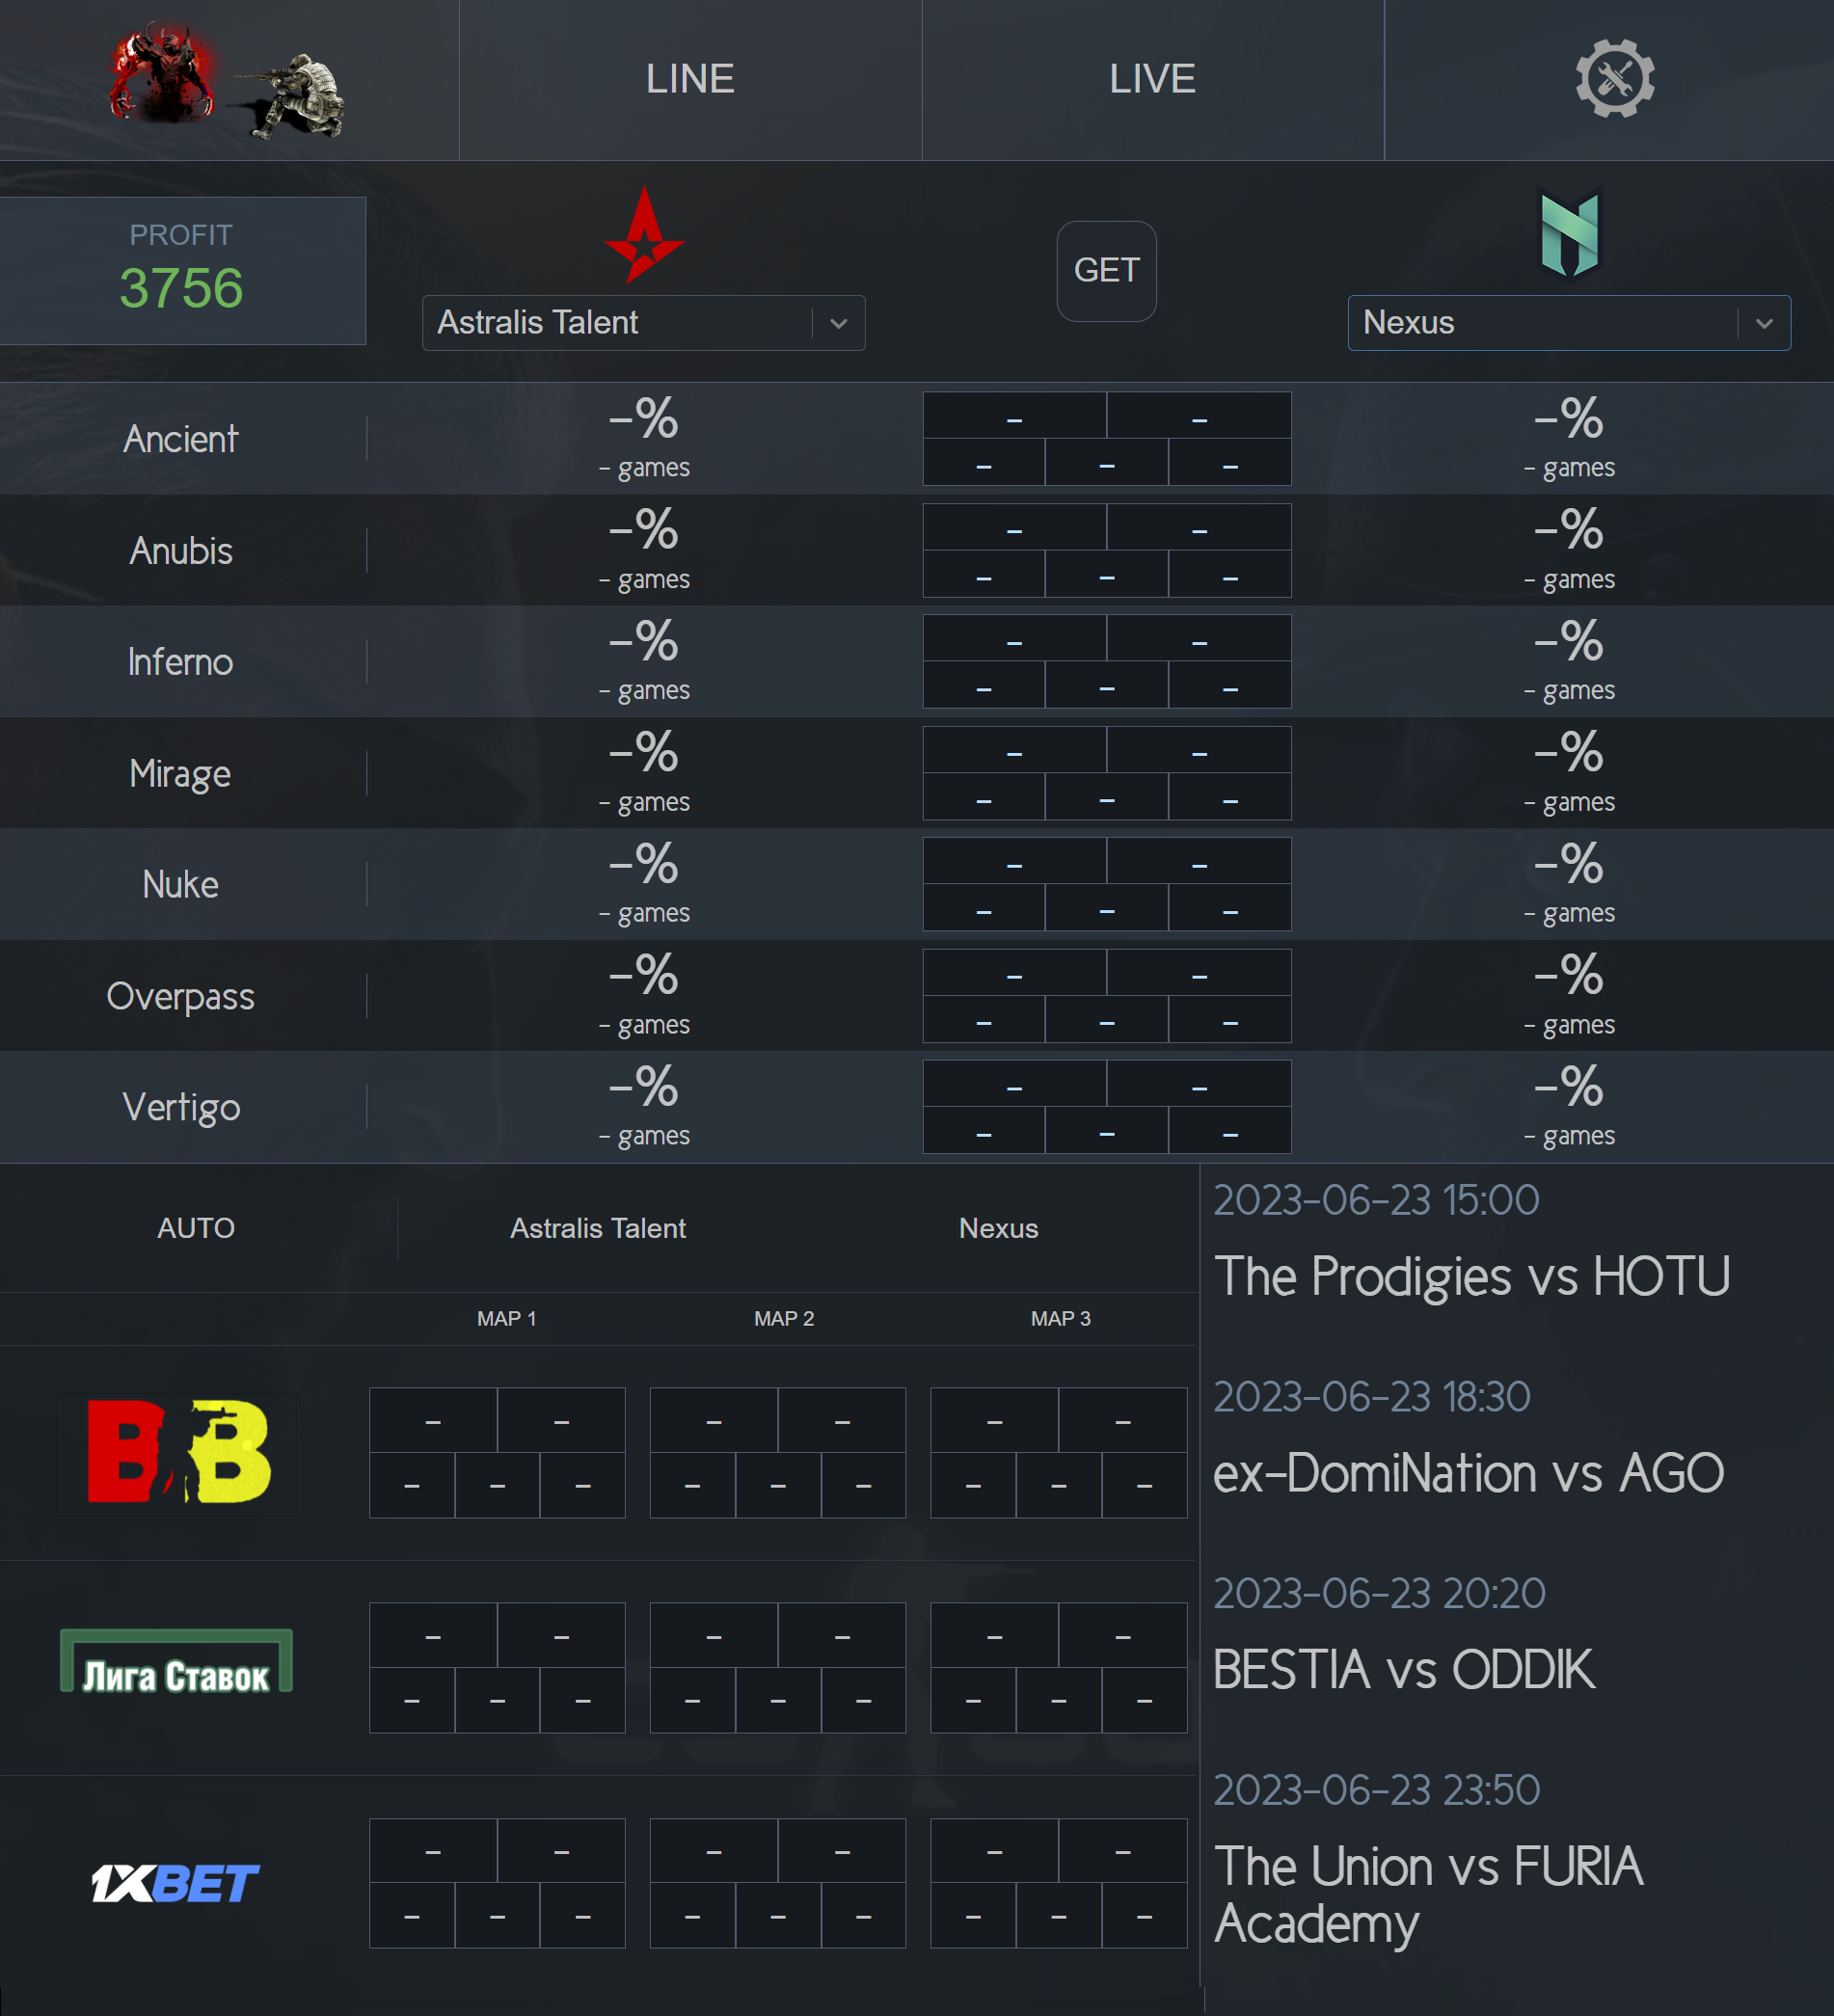 LINE
LIVE
PROFIT
3756
Astralis Talent
GET
Nexus
Ancient
-%
- games
- -
- - -
-%
- games
Anubis
-%
- games
- -
- - -
-%
- games
Inferno
-%
- games
- -
- - -
-%
- games
Mirage
-%
- games
- -
- - -
-%
- games
Nuke
-%
- games
- -
- - -
-%
- games
Overpass
-%
- games
- -
- - -
-%
- games
Vertigo
-%
- games
- -
- - -
-%
- games
AUTO
Astralis Talent
Nexus
MAP 1
MAP 2
MAP 3
BB
- - - - - -
- - - - - - - - -
Лига Ставок
- - - - - -
- - - - - - - - -
1XBET
- - - - - -
- - - - - - - - -
2023-06-23 15:00
The Prodigies vs HOTU
2023-06-23 18:30
ex-DomiNation vs AGO
2023-06-23 20:20
BESTIA vs ODDIK
2023-06-23 23:50
The Union vs FURIA
Academy